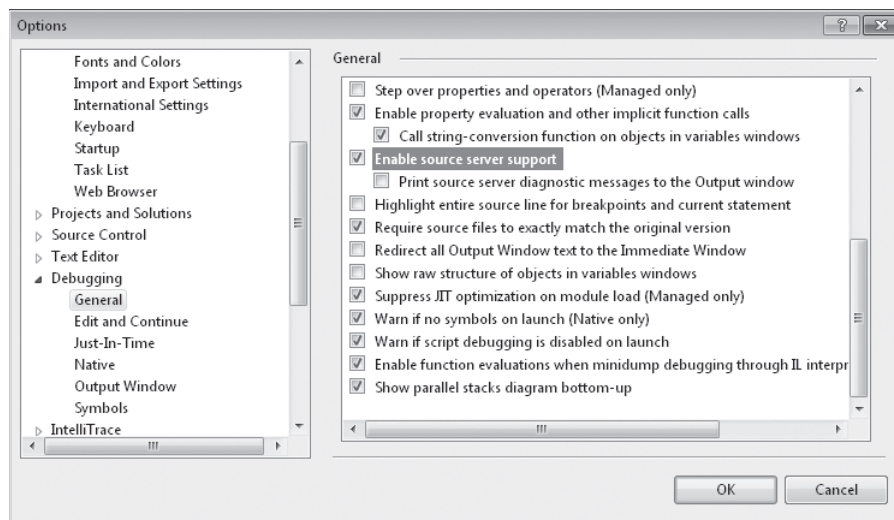 Options
Fonts and Colors
Import and Export Settings
International Settings
Keyboard
Startup
Task List
Web Browser
Projects and Solutions
Source Control
Text Editor
Debugging
General
Edit and Continue
Just-In-Time
Native
Output Window
Symbols
IntelliTrace
General
Step over properties and operators (Managed only)
Enable property evaluation and other implicit function calls
Call string-conversion function on objects in variables windows
Enable source server support
Print source server diagnostic messages to the Output window
Highlight entire source line for breakpoints and current statement
Require source files to exactly match the original version
Redirect all Output Window text to the Immediate Window
Show raw structure of objects in variables windows
Suppress JIT optimization on module load (Managed only)
Warn if no symbols on launch (Native only)
Warn if script debugging is disabled on launch
Enable function evaluations when minidump debugging through IL interpr
Show parallel stacks diagram bottom-up
OK
Cancel